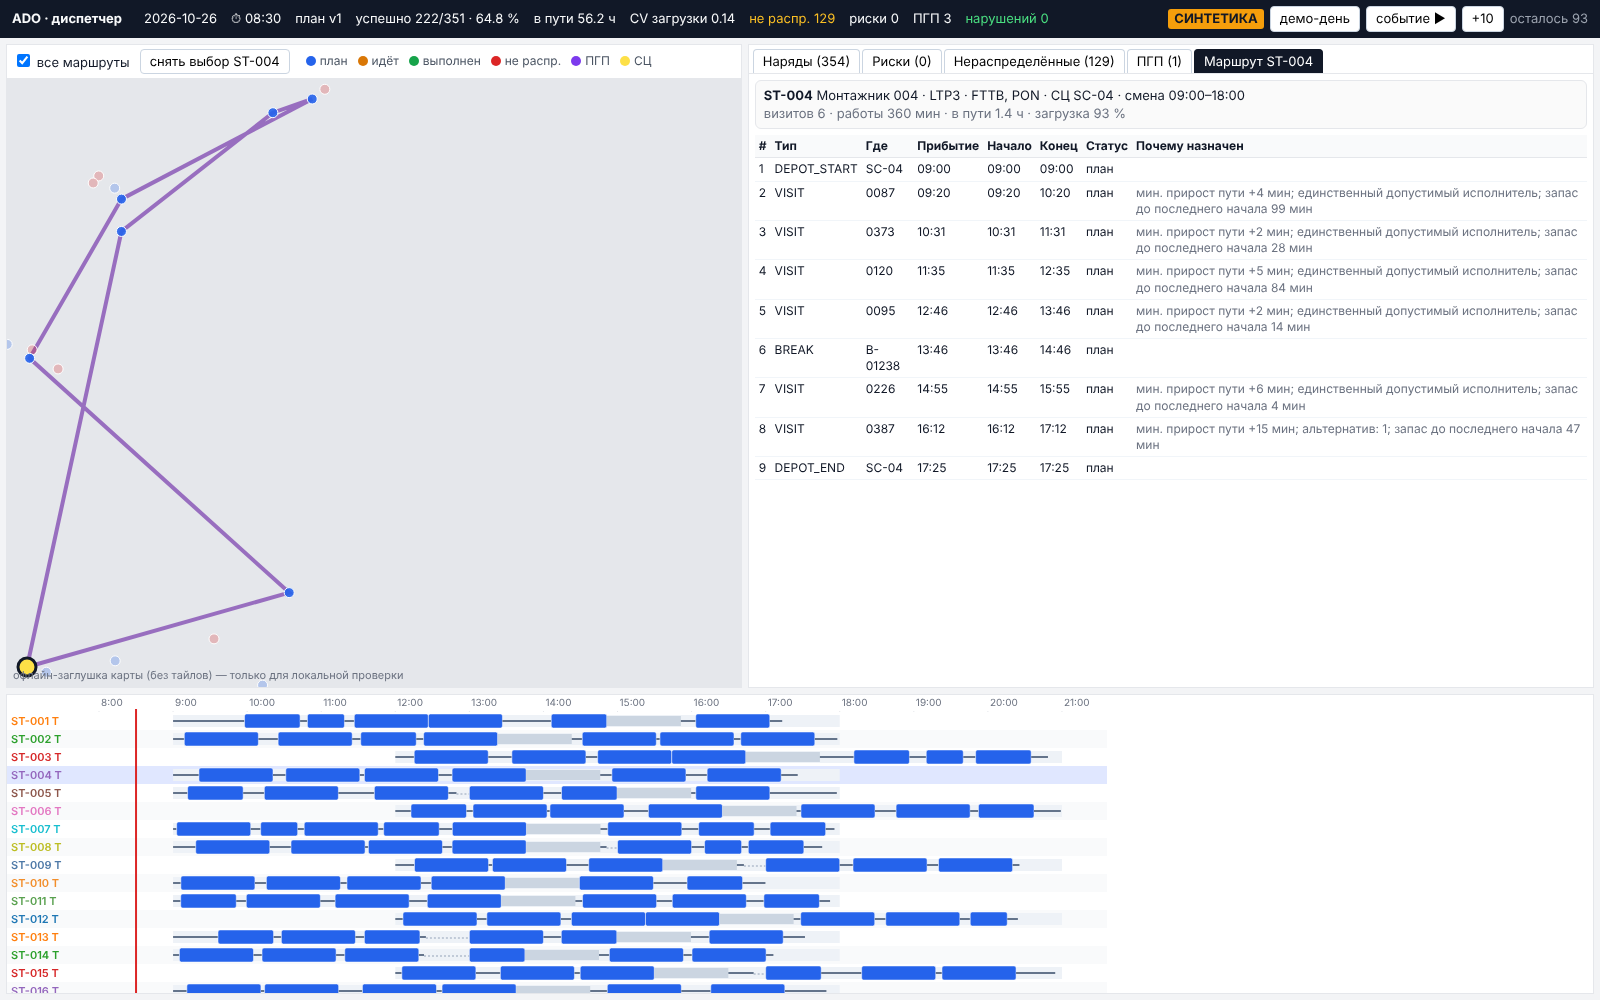 ADO · диспетчер 2026-10-26 ⏱ 08:30 план v1 успешно 222/351 · 64.8 % в пути 56.2 ч CV загрузки 0.14 не распр. 129 риски 0 ПГП 3 нарушений 0 СИНТЕТИКА демо-день событие ▶ +10 осталось 93
все маршруты снять выбор ST-004 план идёт выполнен не распр. ПГП СЦ
офлайн-заглушка карты (без тайлов) — только для локальной проверки
Наряды (354) Риски (0) Нераспределённые (129) ПГП (1) Маршрут ST-004
ST-004 Монтажник 004 · LTP3 · FTTB, PON · СЦ SC-04 · смена 09:00–18:00
визитов 6 · работы 360 мин · в пути 1.4 ч · загрузка 93 %
# Тип Где Прибытие Начало Конец Статус Почему назначен
1 DEPOT_START SC-04 09:00 09:00 09:00 план
2 VISIT 0087 09:20 09:20 10:20 план мин. прирост пути +4 мин; единственный допустимый исполнитель; запас
до последнего начала 99 мин
3 VISIT 0373 10:31 10:31 11:31 план мин. прирост пути +2 мин; единственный допустимый исполнитель; запас
до последнего начала 28 мин
4 VISIT 0120 11:35 11:35 12:35 план мин. прирост пути +5 мин; единственный допустимый исполнитель; запас
до последнего начала 84 мин
5 VISIT 0095 12:46 12:46 13:46 план мин. прирост пути +2 мин; единственный допустимый исполнитель; запас
до последнего начала 14 мин
6 BREAK B-
01238 13:46 13:46 14:46 план
7 VISIT 0226 14:55 14:55 15:55 план мин. прирост пути +6 мин; единственный допустимый исполнитель; запас
до последнего начала 4 мин
8 VISIT 0387 16:12 16:12 17:12 план мин. прирост пути +15 мин; альтернатив: 1; запас до последнего начала 47
мин
9 DEPOT_END SC-04 17:25 17:25 17:25 план
8:00 9:00 10:00 11:00 12:00 13:00 14:00 15:00 16:00 17:00 18:00 19:00 20:00 21:00
ST-001 T
ST-002 T
ST-003 T
ST-004 T
ST-005 T
ST-006 T
ST-007 T
ST-008 T
ST-009 T
ST-010 T
ST-011 T
ST-012 T
ST-013 T
ST-014 T
ST-015 T
ST-016 T